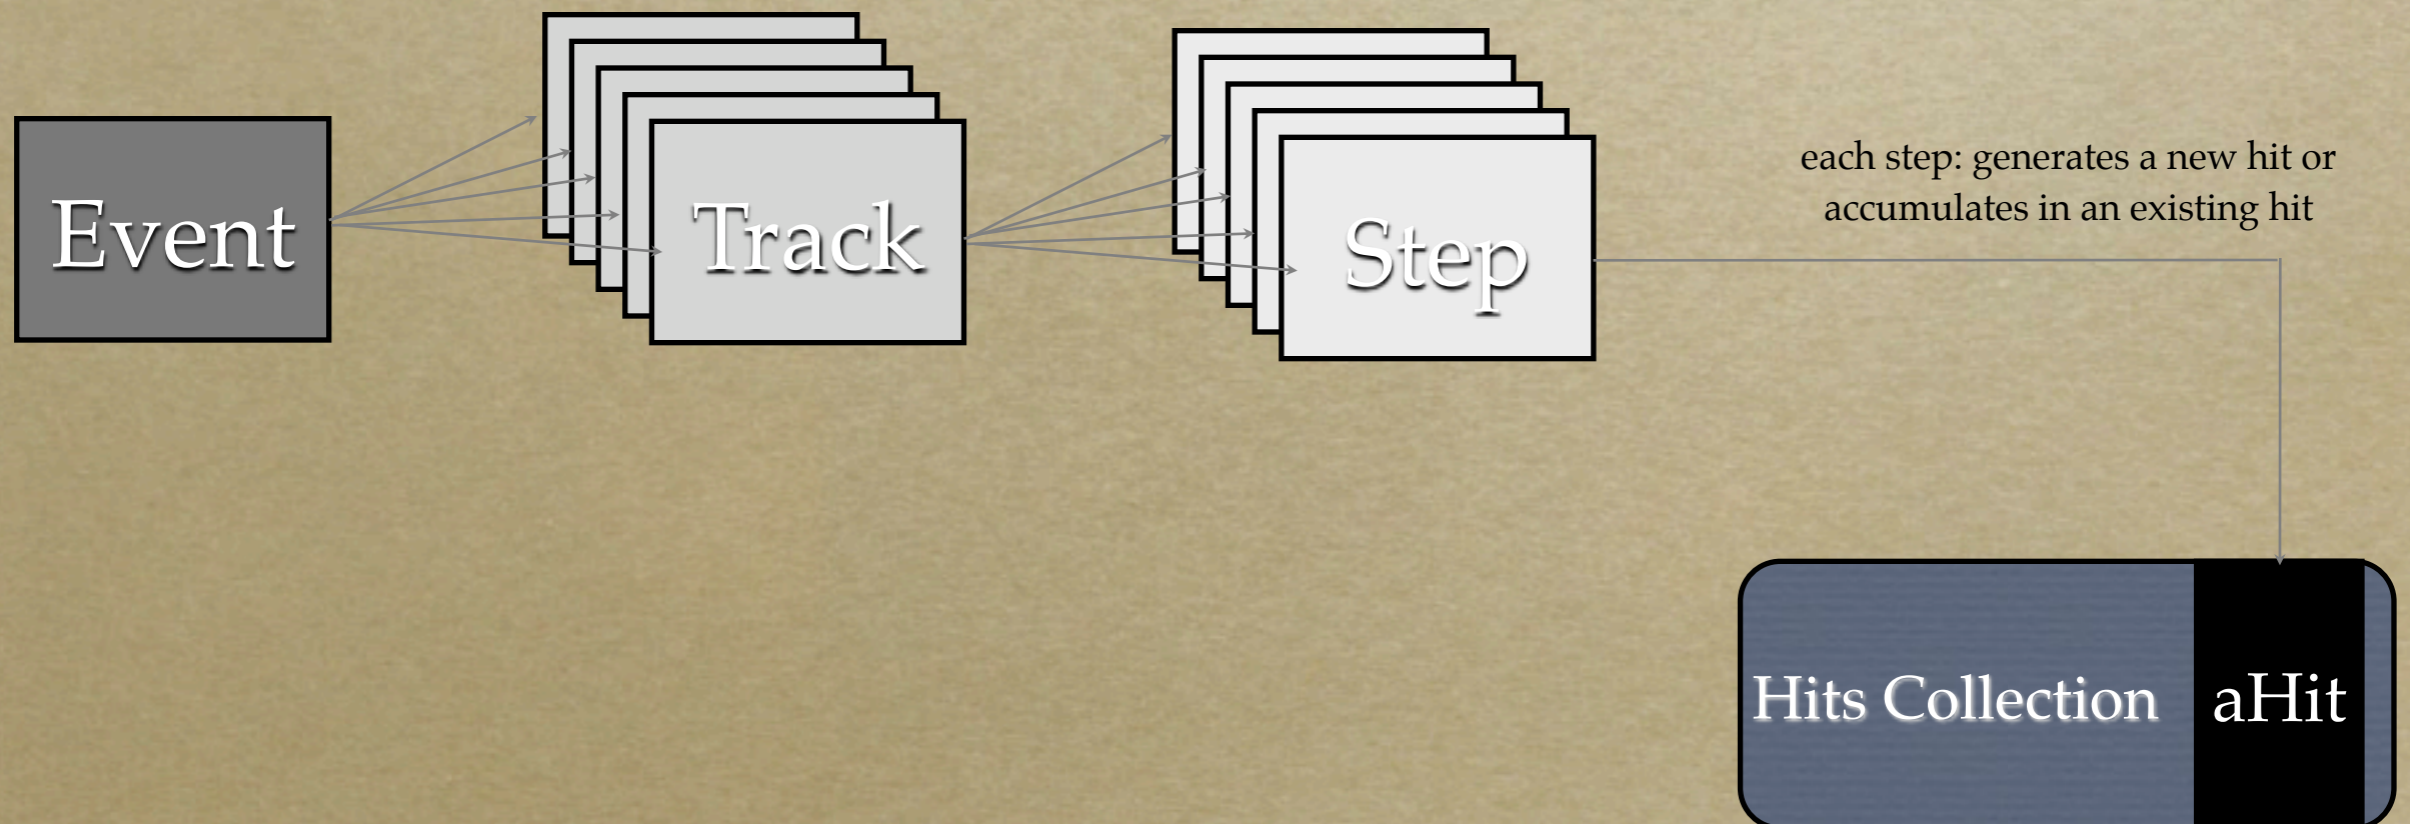 Event
Track
Step
each step: generates a new hit or
accumulates in an existing hit
Hits Collection
aHit